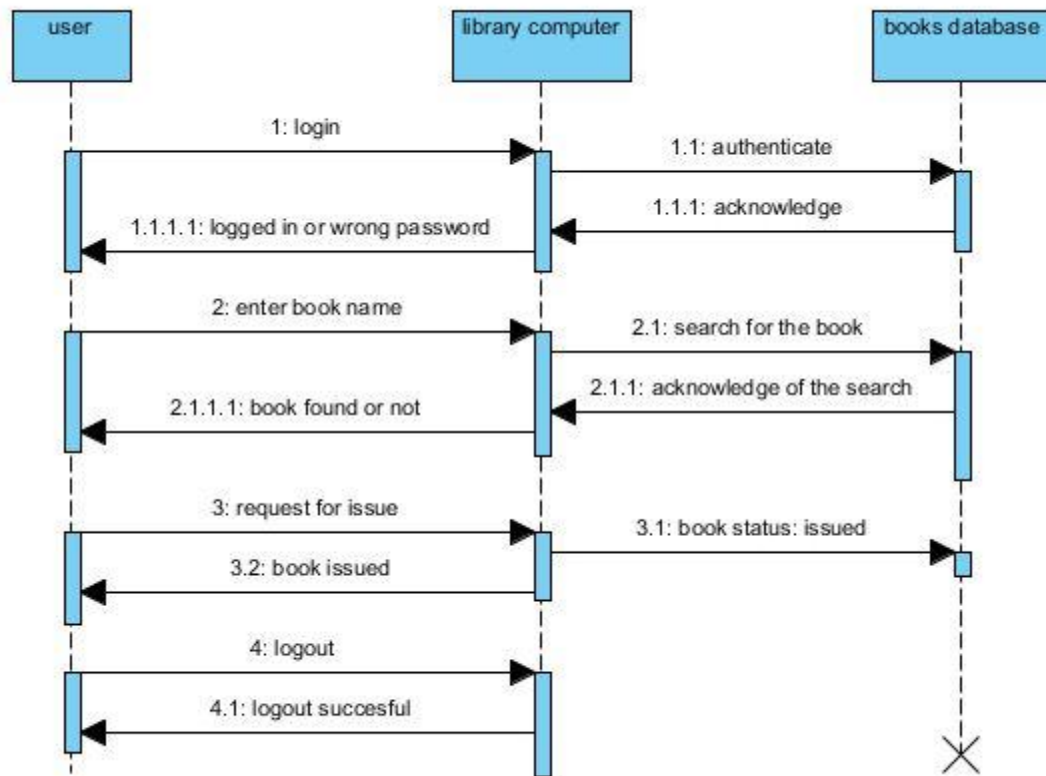 user
library computer
books database
1: login
1.1: authenticate
1.1.1: acknowledge
1.1.1.1: logged in or wrong password
2: enter book name
2.1: search for the book
2.1.1: acknowledge of the search
2.1.1.1: book found or not
3: request for issue
3.1: book status: issued
3.2: book issued
4: logout
4.1: logout succesful